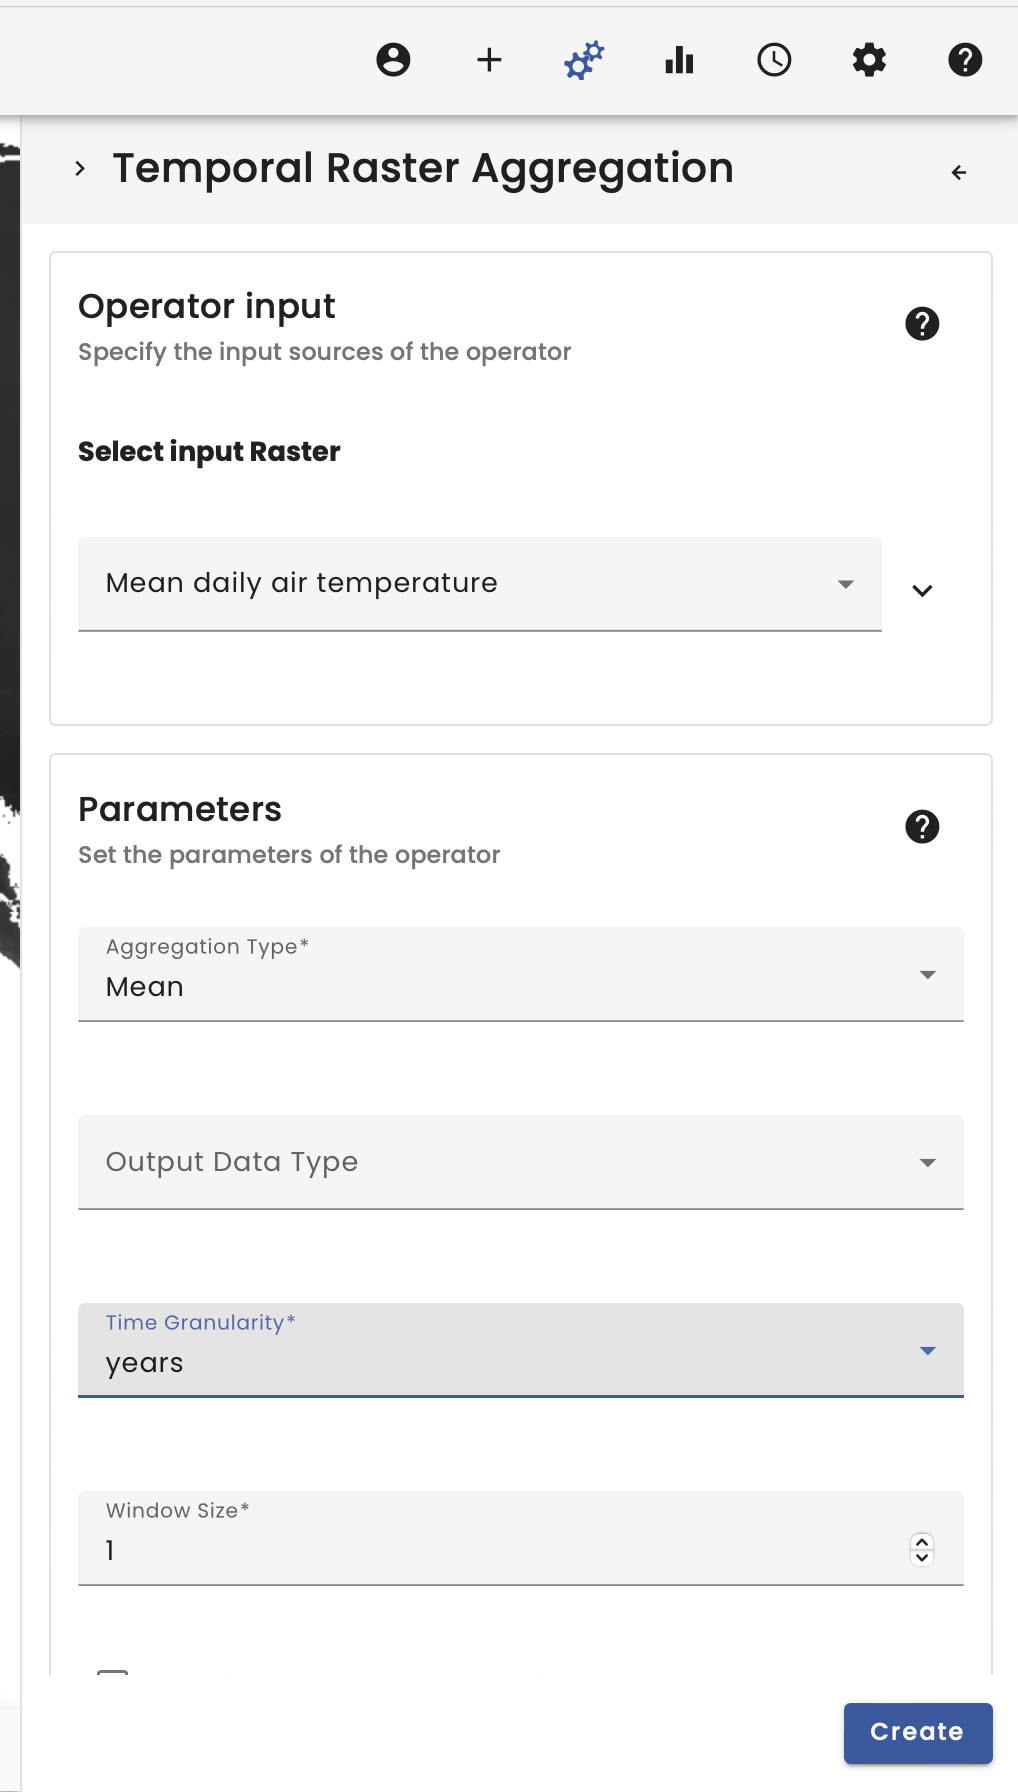 Temporal Raster Aggregation
Operator input
Specify the input sources of the operator
Select input Raster
Mean daily air temperature
Parameters
Set the parameters of the operator
Aggregation Type*
Mean
Output Data Type
Time Granularity*
years
Window Size*
1
Create